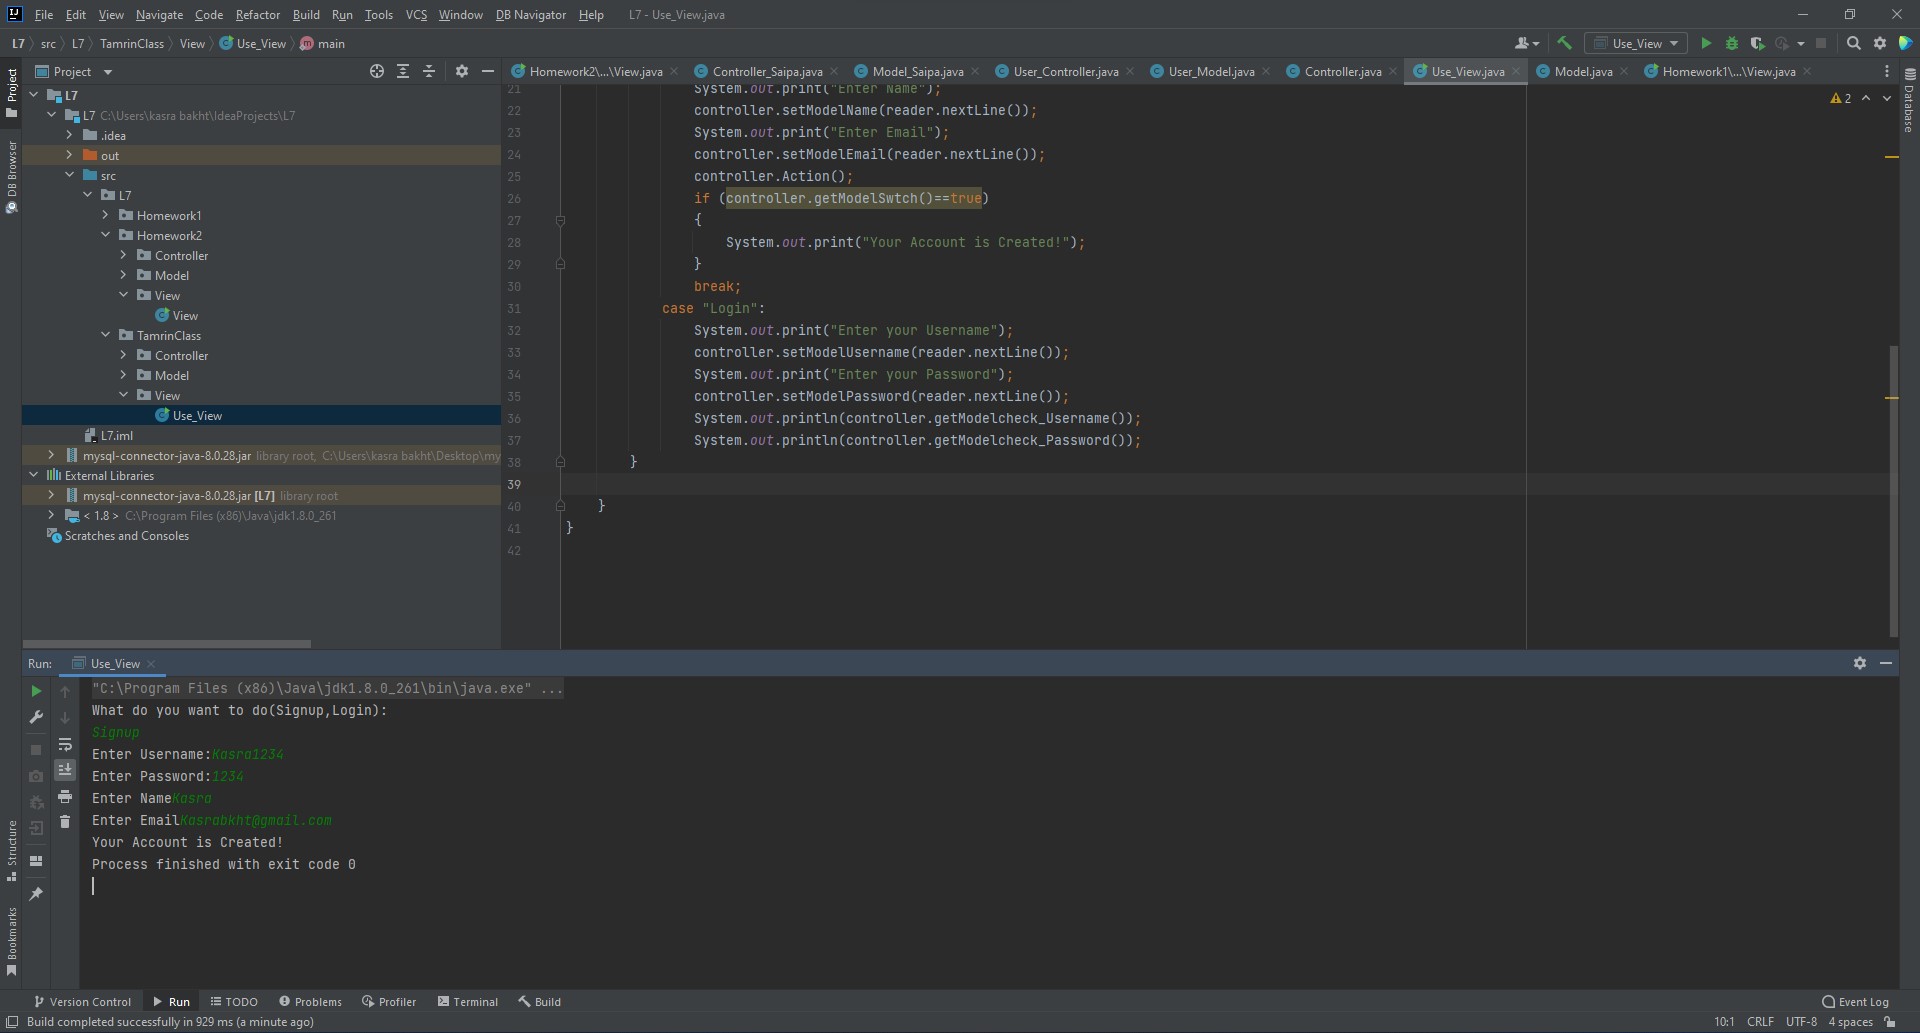 File Edit View Navigate Code Refactor Build Run Tools VCS Window DB Navigator Help L7 - Use_View.java
L7 src L7 TamrinClass View Use_View main
Use_View
Project
Homework2\...\View.java Controller_Saipa.java Model_Saipa.java User_Controller.java User_Model.java Controller.java Use_View.java Model.java Homework1\...\View.java
Project
DB Browser
Structure
Bookmarks
Database
L7
L7 C:\Users\kasra bakht\IdeaProjects\L7
.idea
out
src
L7
Homework1
Homework2
Controller
Model
View
View
TamrinClass
Controller
Model
View
Use_View
L7.iml
mysql-connector-java-8.0.28.jar library root, C:\Users\kasra bakht\Desktop\my
External Libraries
mysql-connector-java-8.0.28.jar [L7] library root
< 1.8 > C:\Program Files (x86)\Java\jdk1.8.0_261
Scratches and Consoles
2
21 System.out.print("Enter Name");
22 controller.setModelName(reader.nextLine());
23 System.out.print("Enter Email");
24 controller.setModelEmail(reader.nextLine());
25 controller.Action();
26 if (controller.getModelSwtch()==true)
27 {
28 System.out.print("Your Account is Created!");
29 }
30 break;
31 case "Login":
32 System.out.print("Enter your Username");
33 controller.setModelUsername(reader.nextLine());
34 System.out.print("Enter your Password");
35 controller.setModelPassword(reader.nextLine());
36 System.out.println(controller.getModelcheck_Username());
37 System.out.println(controller.getModelcheck_Password());
38 }
39
40 }
41 }
42
Run: Use_View
"C:\Program Files (x86)\Java\jdk1.8.0_261\bin\java.exe" ...
What do you want to do(Signup,Login):
Signup
Enter Username:Kasra1234
Enter Password:1234
Enter NameKasra
Enter EmailKasrabkht@gmail.com
Your Account is Created!
Process finished with exit code 0
Version Control Run TODO Problems Profiler Terminal Build Event Log
Build completed successfully in 929 ms (a minute ago) 10:1 CRLF UTF-8 4 spaces